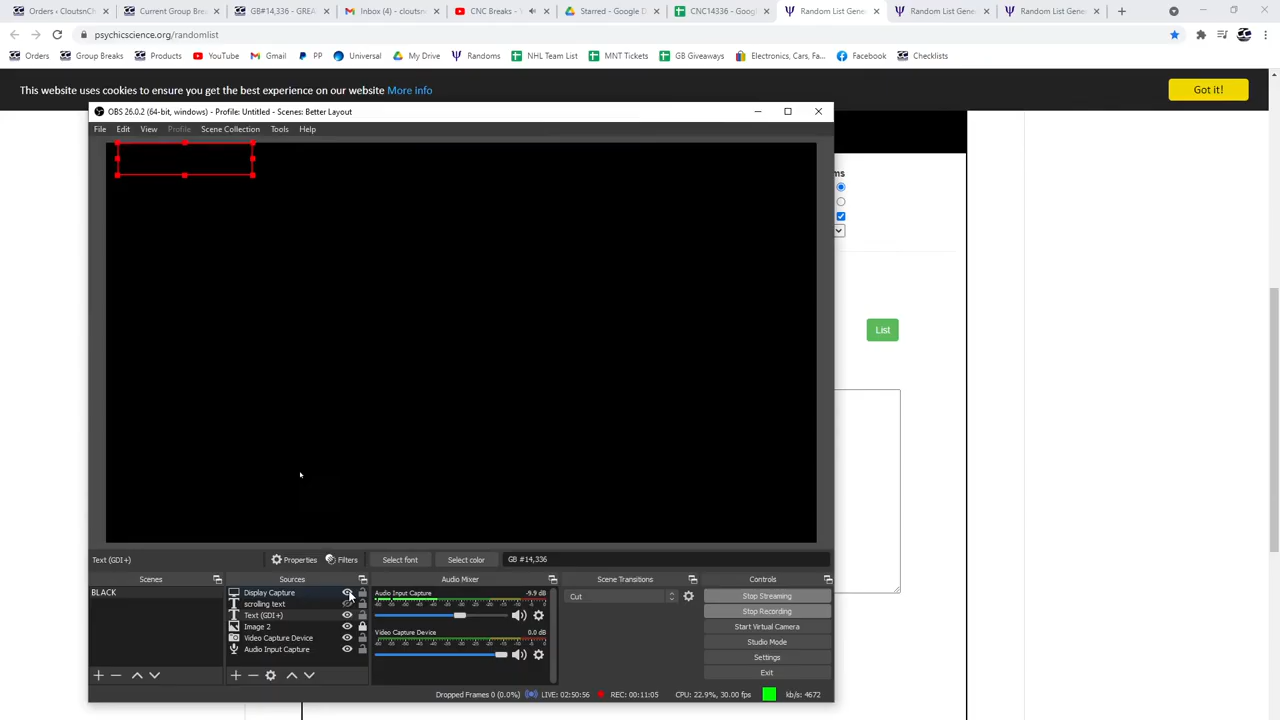 Orders ‹ CloutsnCh
Current Group Brea
GB#14,336 - GREA
Inbox (4) - cloutsn
CNC Breaks - Y
Starred - Google D
CNC14336 - Googl
Random List Gene
Random List Gene
Random List Gene
psychicscience.org/randomlist
Orders
Group Breaks
Products
YouTube
Gmail
PP
Universal
My Drive
Randoms
NHL Team List
MNT Tickets
GB Giveaways
Electronics, Cars, Fa...
Facebook
Checklists
This website uses cookies to ensure you get the best experience on our website More info
Got it!
OBS 26.0.2 (64-bit, windows) - Profile: Untitled - Scenes: Better Layout
File Edit View Profile Scene Collection Tools Help
ms
List
Text (GDI+)
Properties
Filters
Select font
Select color
GB #14,336
Scenes
Sources
Audio Mixer
Scene Transitions
Controls
BLACK
Display Capture
scrolling text
Text (GDI+)
Image 2
Video Capture Device
Audio Input Capture
Audio Input Capture
-9.9 dB
Video Capture Device
0.0 dB
Cut
Stop Streaming
Stop Recording
Start Virtual Camera
Studio Mode
Settings
Exit
Dropped Frames 0 (0.0%)
LIVE: 02:50:56
REC: 00:11:05
CPU: 22.9%, 30.00 fps
kb/s: 4672